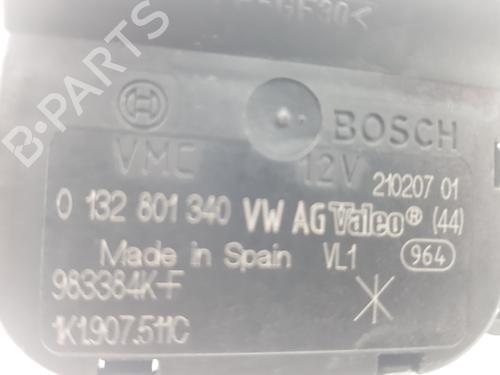 GF30<
BOSCH
VMC 12V
210207 01
0 132 801 340 VW AG Valeo® (44)
Made in Spain VL1 964
983384K-F
1K1.907.511C
B-PARTS